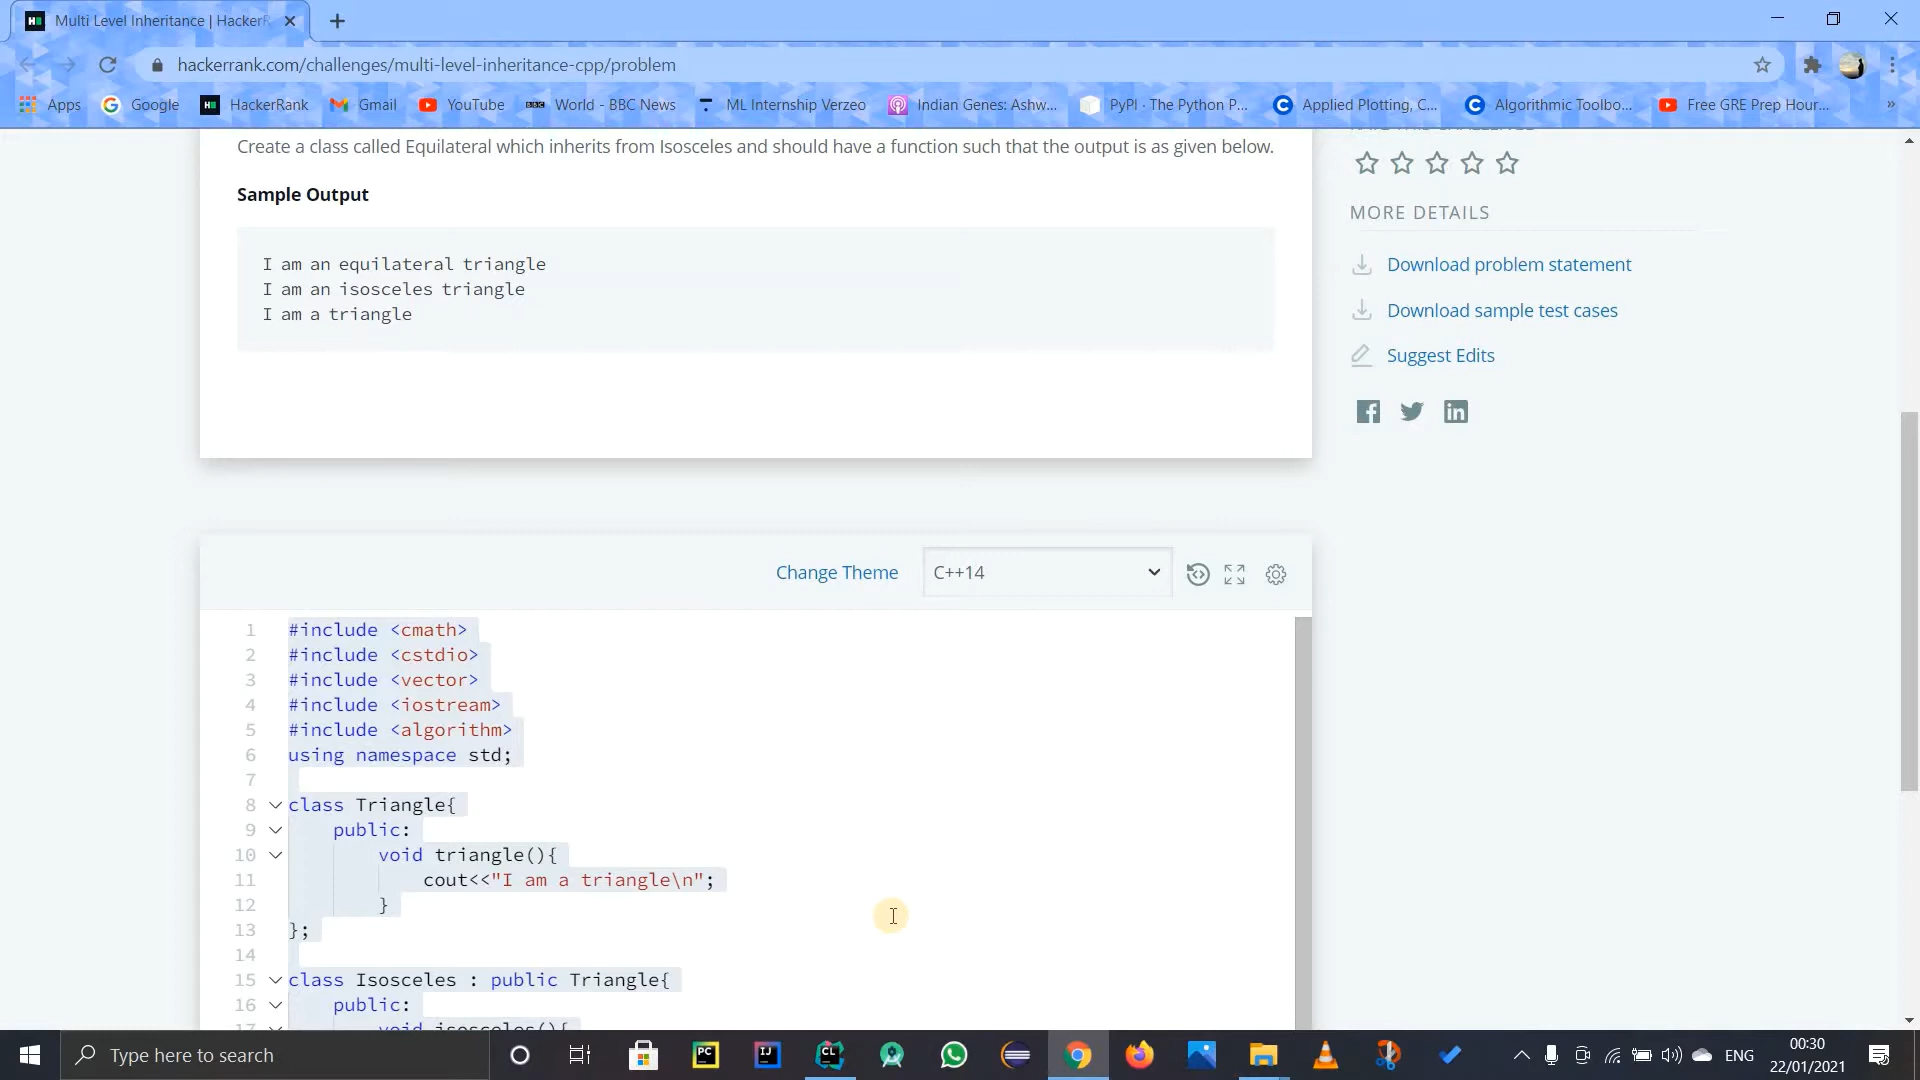 Multi Level Inheritance | HackerR
hackerrank.com/challenges/multi-level-inheritance-cpp/problem
Apps Google HackerRank Gmail YouTube World - BBC News ML Internship Verzeo Indian Genes: Ashw... PyPI · The Python P... Applied Plotting, C... Algorithmic Toolbo... Free GRE Prep Hour... »
Create a class called Equilateral which inherits from Isosceles and should have a function such that the output is as given below.
Sample Output
I am an equilateral triangle
I am an isosceles triangle
I am a triangle
MORE DETAILS
Download problem statement
Download sample test cases
Suggest Edits
Change Theme C++14
1 #include <cmath>
2 #include <cstdio>
3 #include <vector>
4 #include <iostream>
5 #include <algorithm>
6 using namespace std;
7
8 class Triangle{
9 public:
10 void triangle(){
11 cout<<"I am a triangle\n";
12 }
13 };
14
15 class Isosceles : public Triangle{
16 public:
17 void isosceles(){
Type here to search
ENG
00:30
22/01/2021